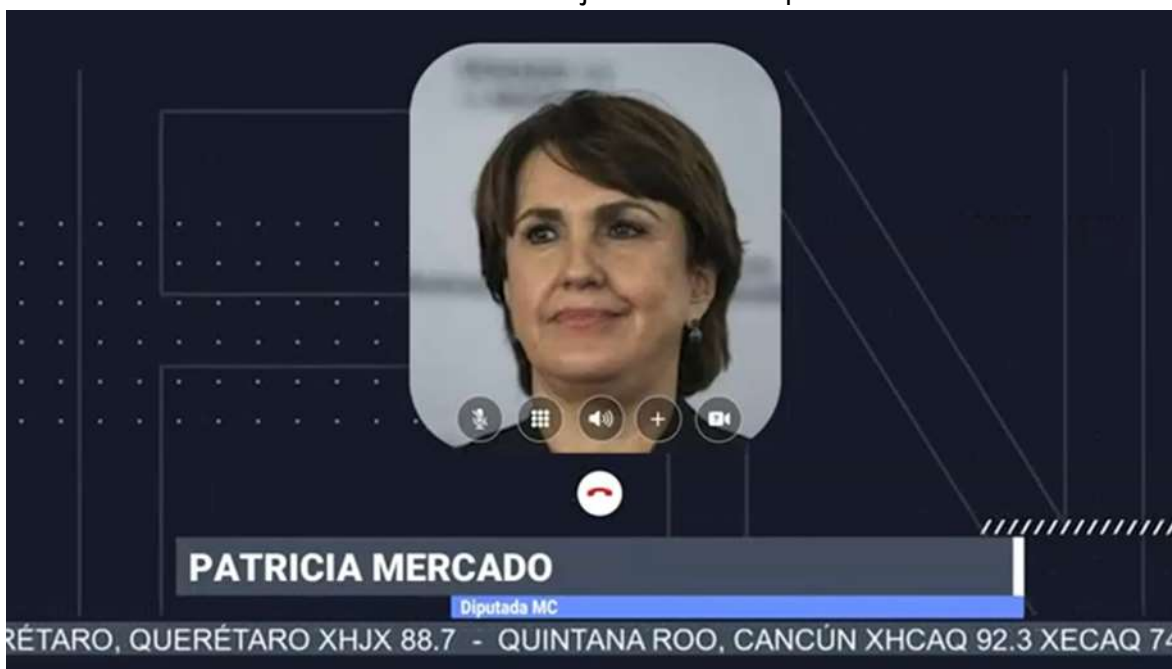 PATRICIA MERCADO
Diputada MC
RÉTARO, QUERÉTARO XHJX 88.7 - QUINTANA ROO, CANCÚN XHCAQ 92.3 XECAQ 74